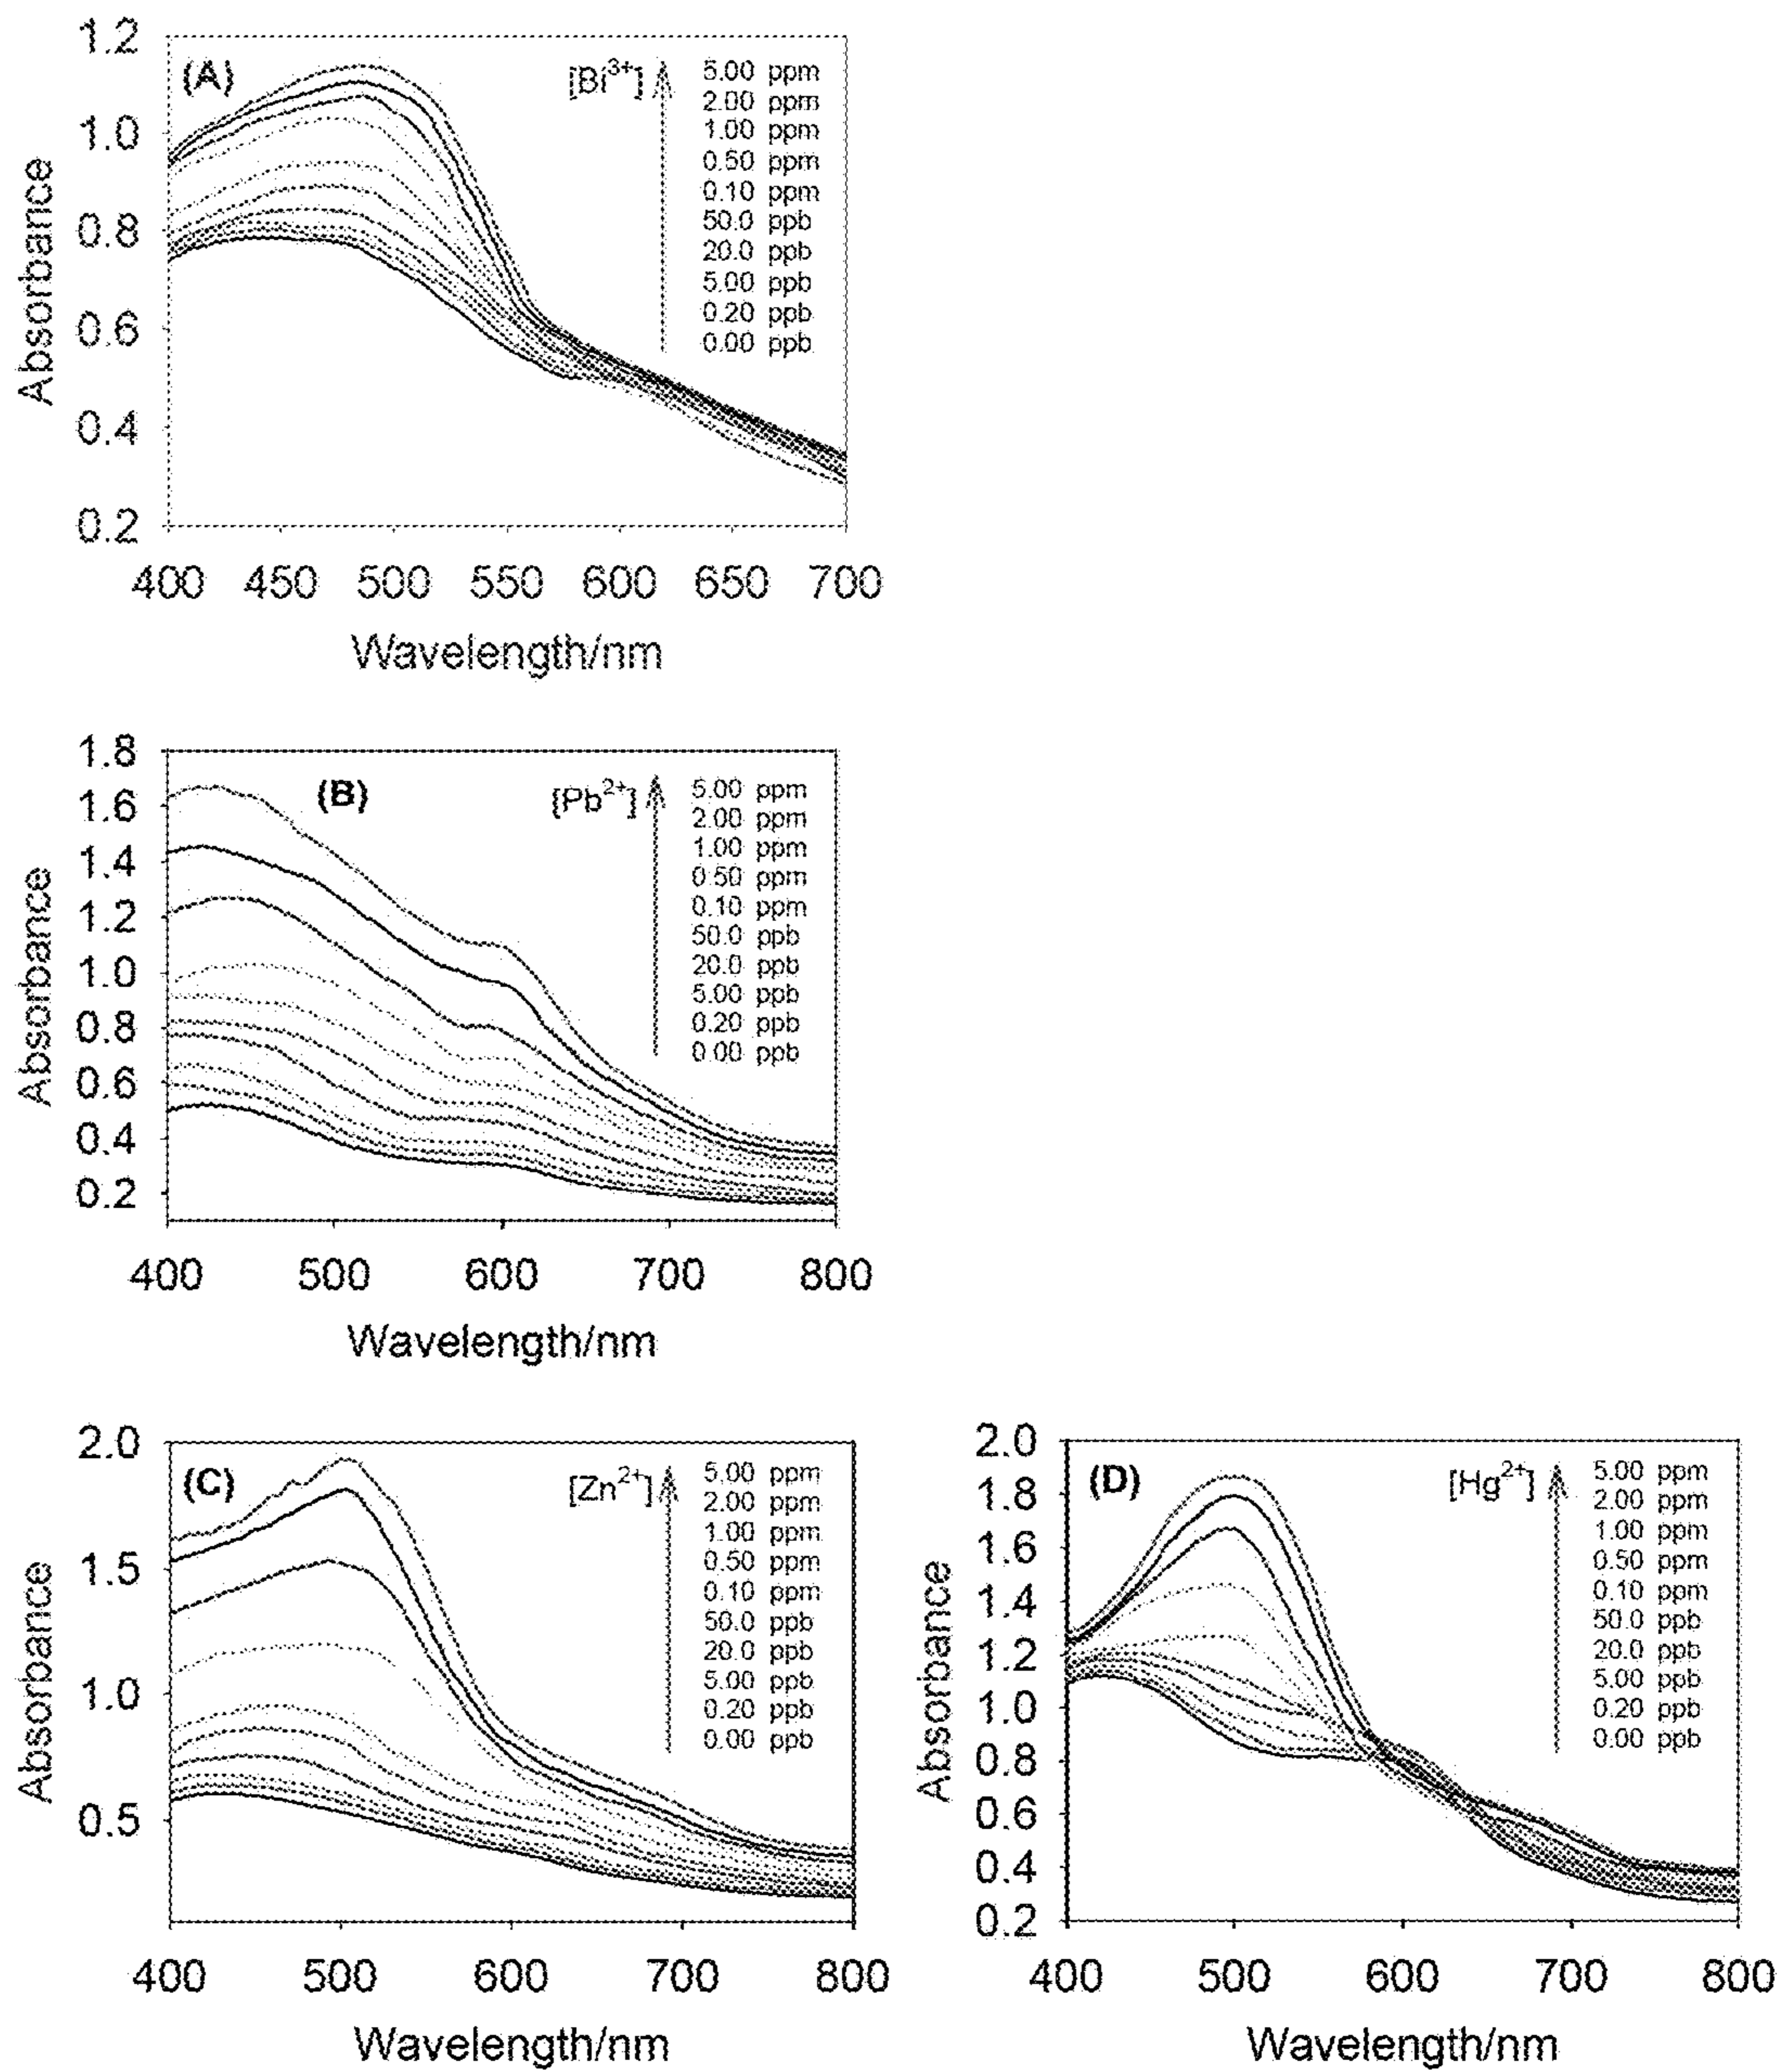 1.2
(A)
[Bi3+]
5.00 ppm
2.00 ppm
1.00 ppm
0.50 ppm
0.10 ppm
50.0 ppb
20.0 ppb
5.00 ppb
0.20 ppb
0.00 ppb
1.0
0.8
0.6
0.4
0.2
Absorbance
400 450 500 550 600 650 700
Wavelength/nm
1.8
(B)
[Pb2+]
5.00 ppm
2.00 ppm
1.00 ppm
0.50 ppm
0.10 ppm
50.0 ppb
20.0 ppb
5.00 ppb
0.20 ppb
0.00 ppb
1.6
1.4
1.2
1.0
0.8
0.6
0.4
0.2
Absorbance
400 500 600 700 800
Wavelength/nm
2.0
(C)
[Zn2+]
5.00 ppm
2.00 ppm
1.00 ppm
0.50 ppm
0.10 ppm
50.0 ppb
20.0 ppb
5.00 ppb
0.20 ppb
0.00 ppb
1.5
1.0
0.5
Absorbance
400 500 600 700 800
Wavelength/nm
2.0
(D)
[Hg2+]
5.00 ppm
2.00 ppm
1.00 ppm
0.50 ppm
0.10 ppm
50.0 ppb
20.0 ppb
5.00 ppb
0.20 ppb
0.00 ppb
1.8
1.6
1.4
1.2
1.0
0.8
0.6
0.4
0.2
Absorbance
400 500 600 700 800
Wavelength/nm